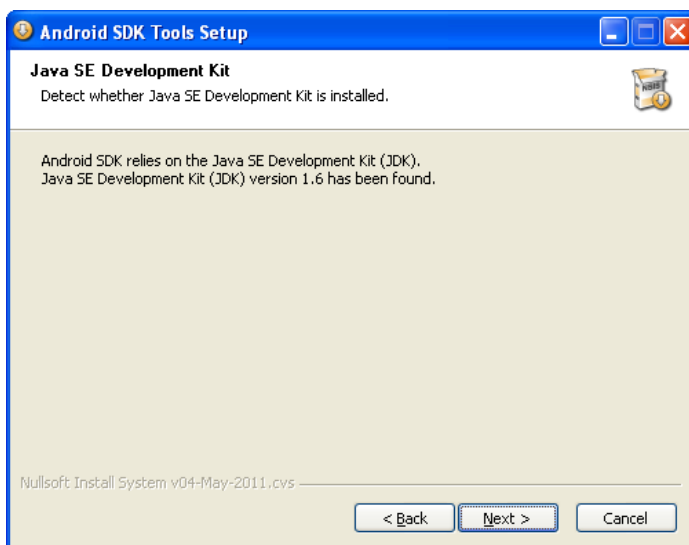 Android SDK Tools Setup
Java SE Development Kit
Detect whether Java SE Development Kit is installed.
NSIS
Android SDK relies on the Java SE Development Kit (JDK).
Java SE Development Kit (JDK) version 1.6 has been found.
Nullsoft Install System v04-May-2011.cvs
< Back
Next >
Cancel